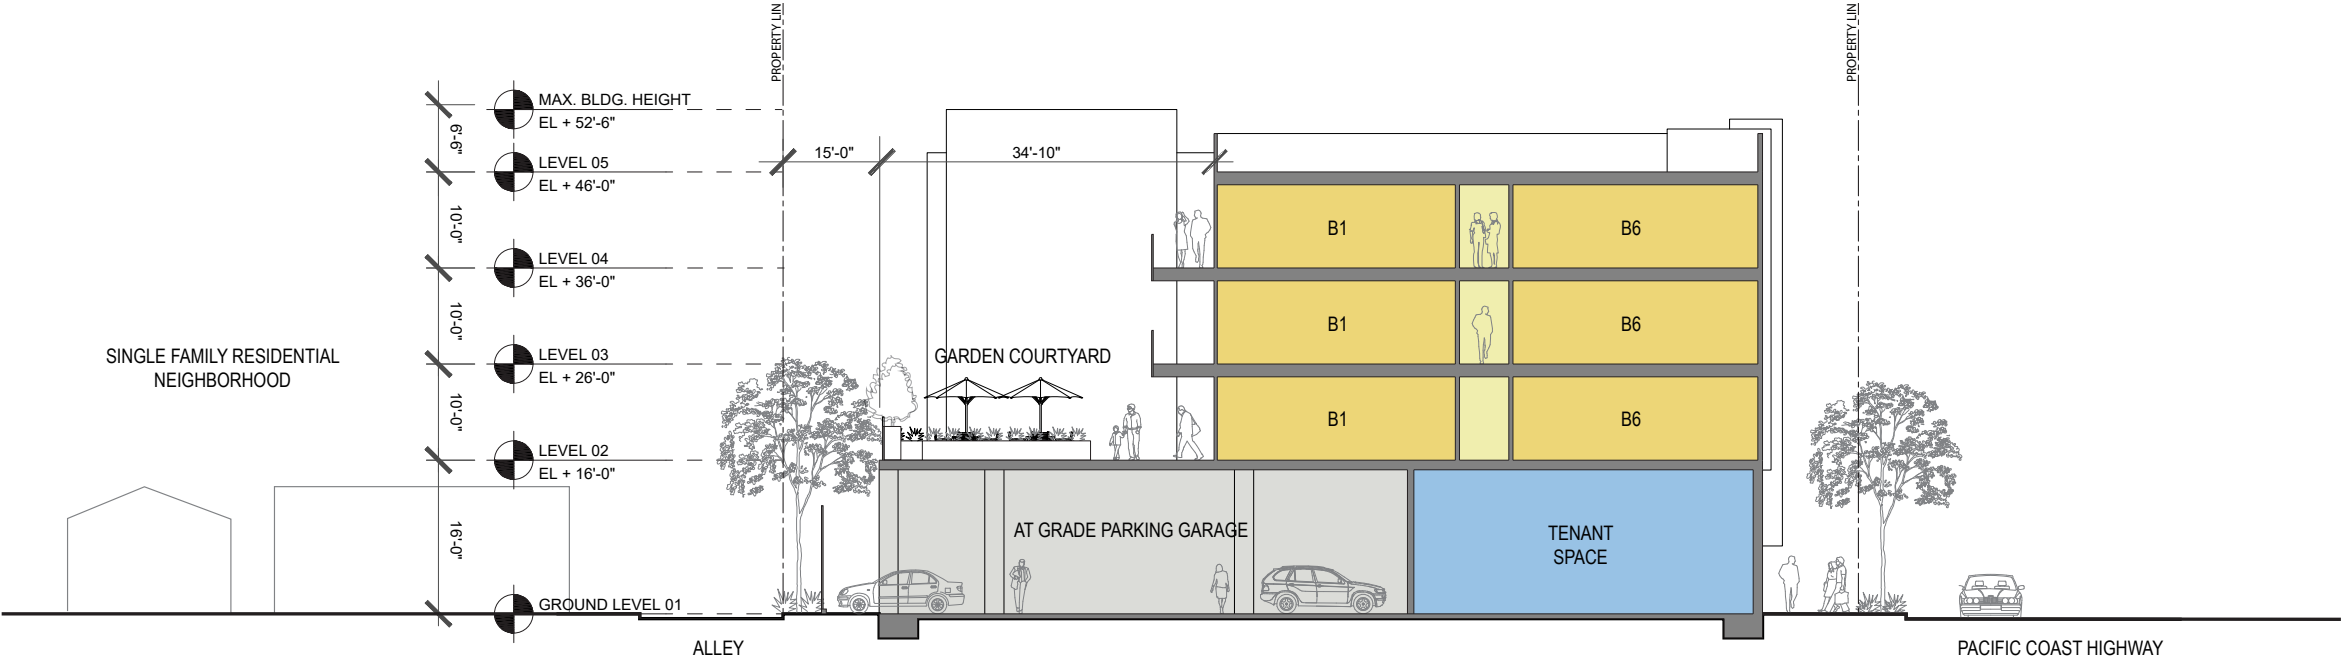 PROPERTY LIN
PROPERTY LIN
MAX. BLDG. HEIGHT
EL + 52'-6"
6'-6"
LEVEL 05
EL + 46'-0"
15'-0"
34'-10"
10'-0"
B1
B6
LEVEL 04
EL + 36'-0"
10'-0"
B1
B6
SINGLE FAMILY RESIDENTIAL
NEIGHBORHOOD
LEVEL 03
EL + 26'-0"
GARDEN COURTYARD
10'-0"
B1
B6
LEVEL 02
EL + 16'-0"
16'-0"
AT GRADE PARKING GARAGE
TENANT
SPACE
GROUND LEVEL 01
ALLEY
PACIFIC COAST HIGHWAY